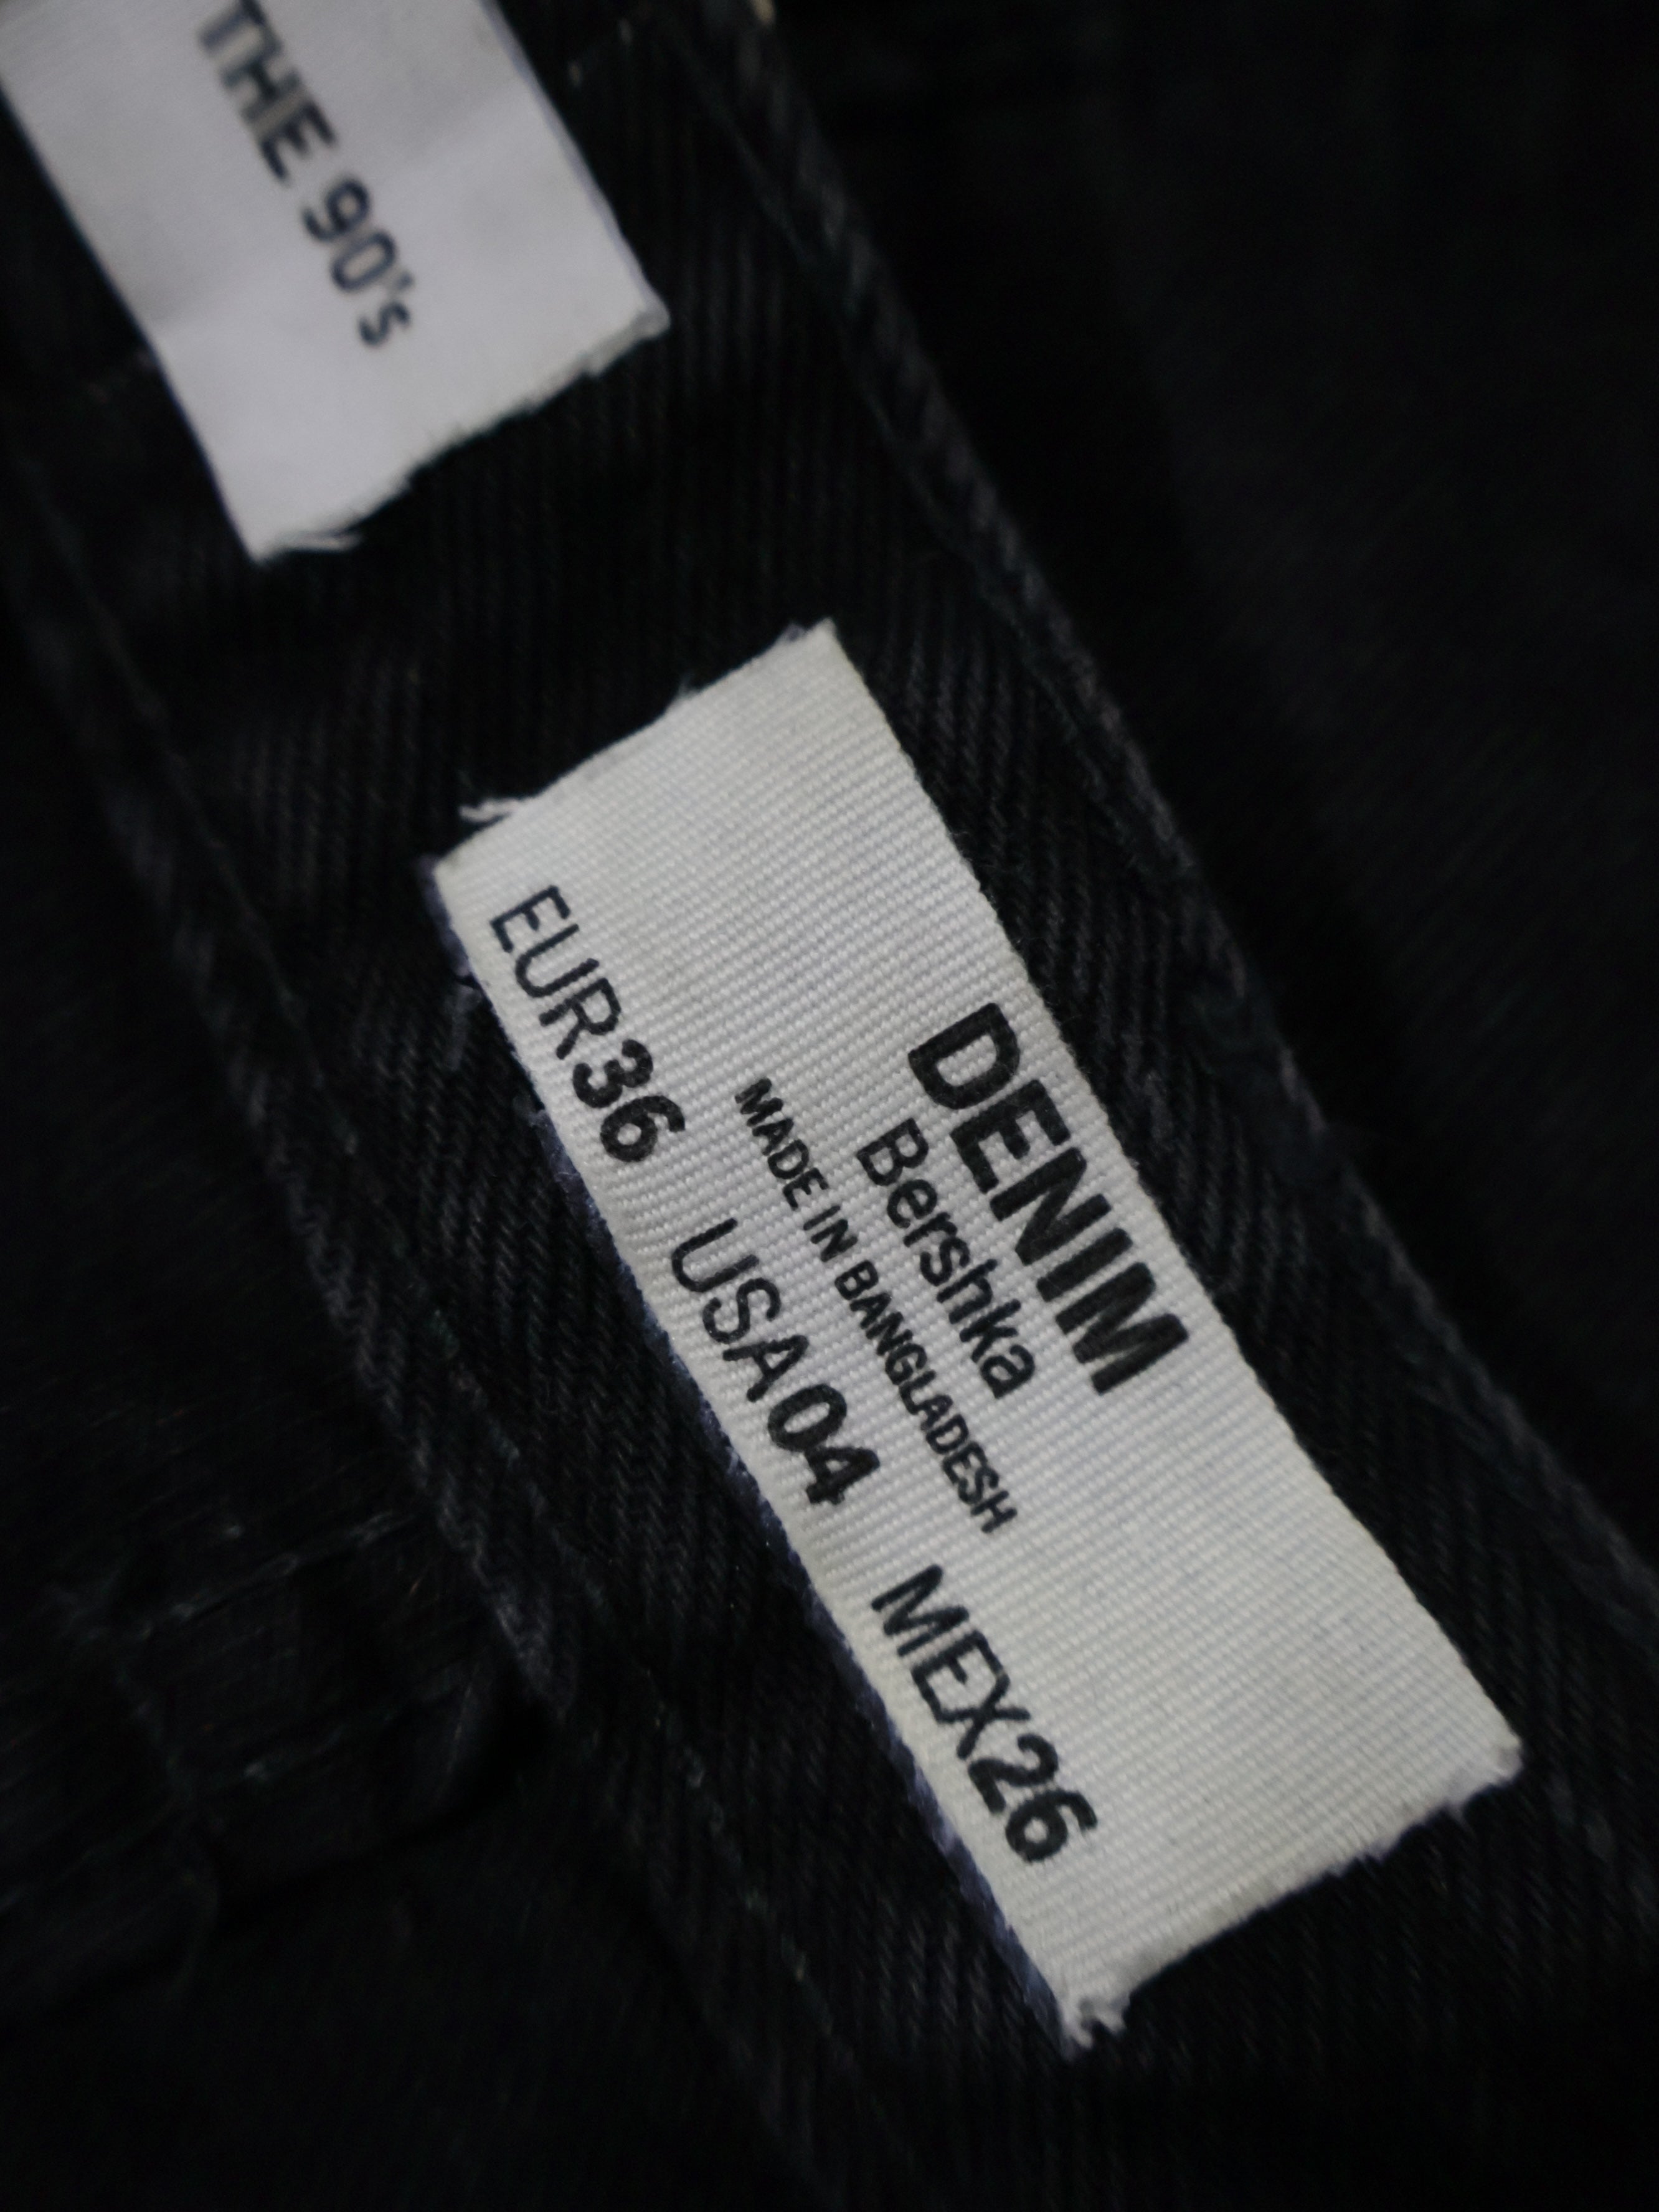 THE 90's
DENIM
Bershka
MADE IN BANGLADESH
EUR36 USA04 MEX26